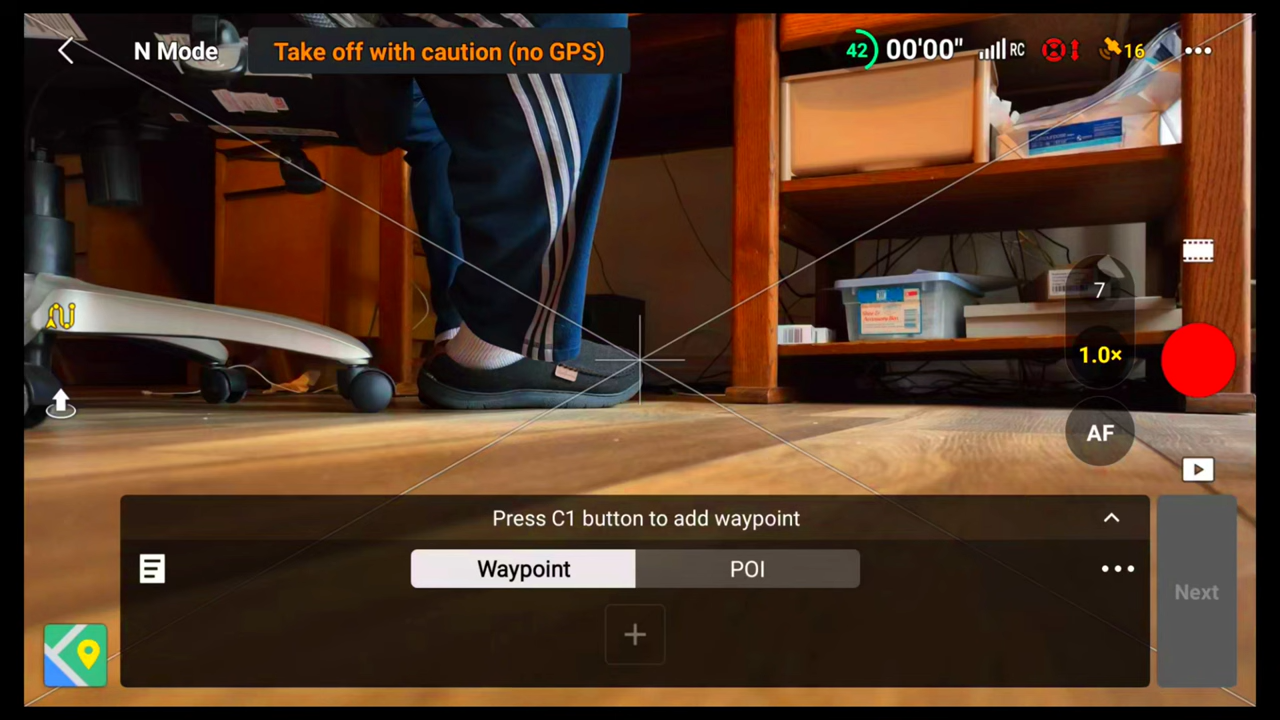 N Mode
Take off with caution (no GPS)
42
00'00"
RC
16
7
1.0×
AF
Press C1 button to add waypoint
Waypoint
POI
Next